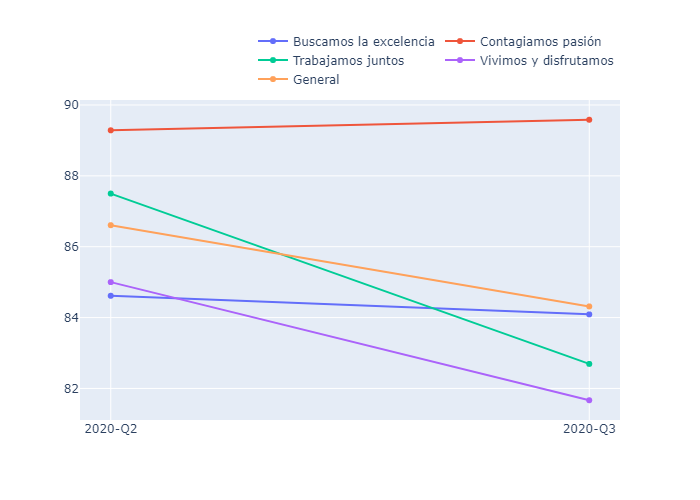 Buscamos la excelencia Contagiamos pasión
Trabajamos juntos Vivimos y disfrutamos
General
90
88
86
84
82
2020-Q2 2020-Q3